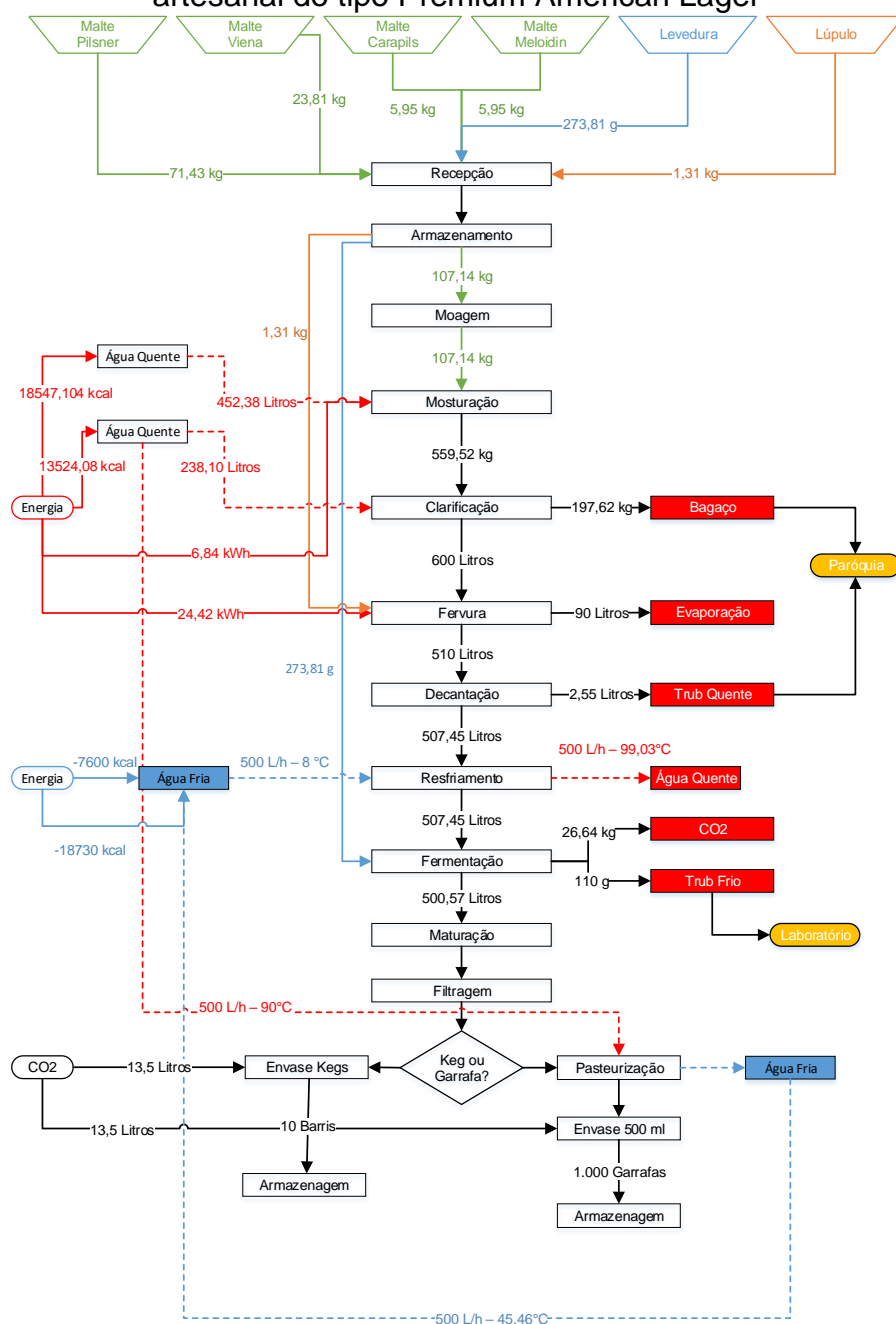 artesanal do tipo Premium American Lager
Malte
Pilsner
Malte
Viena
Malte
Carapils
Malte
Meloidin
Levedura
Lúpulo
23,81 kg
5,95 kg
5,95 kg
273,81 g
71,43 kg
Recepção
1,31 kg
Armazenamento
107,14 kg
1,31 kg
Moagem
107,14 kg
Água Quente
18547,104 kcal
452,38 Litros
Mosturação
Água Quente
13524,08 kcal
238,10 Litros
559,52 kg
Energia
Clarificação
197,62 kg
Bagaço
6,84 kWh
600 Litros
Paróquia
24,42 kWh
Fervura
90 Litros
Evaporação
510 Litros
273,81 g
Decantação
2,55 Litros
Trub Quente
507,45 Litros
-7600 kcal
500 L/h – 8 °C
500 L/h – 99,03°C
Energia
Água Fria
Resfriamento
Água Quente
507,45 Litros
-18730 kcal
26,64 kg
CO2
Fermentação
110 g
Trub Frio
500,57 Litros
Maturação
Laboratório
Filtragem
500 L/h – 90°C
Keg ou
Garrafa?
CO2
13,5 Litros
Envase Kegs
Pasteurização
Água Fria
13,5 Litros
10 Barris
Envase 500 ml
1.000 Garrafas
Armazenagem
Armazenagem
500 L/h – 45,46°C